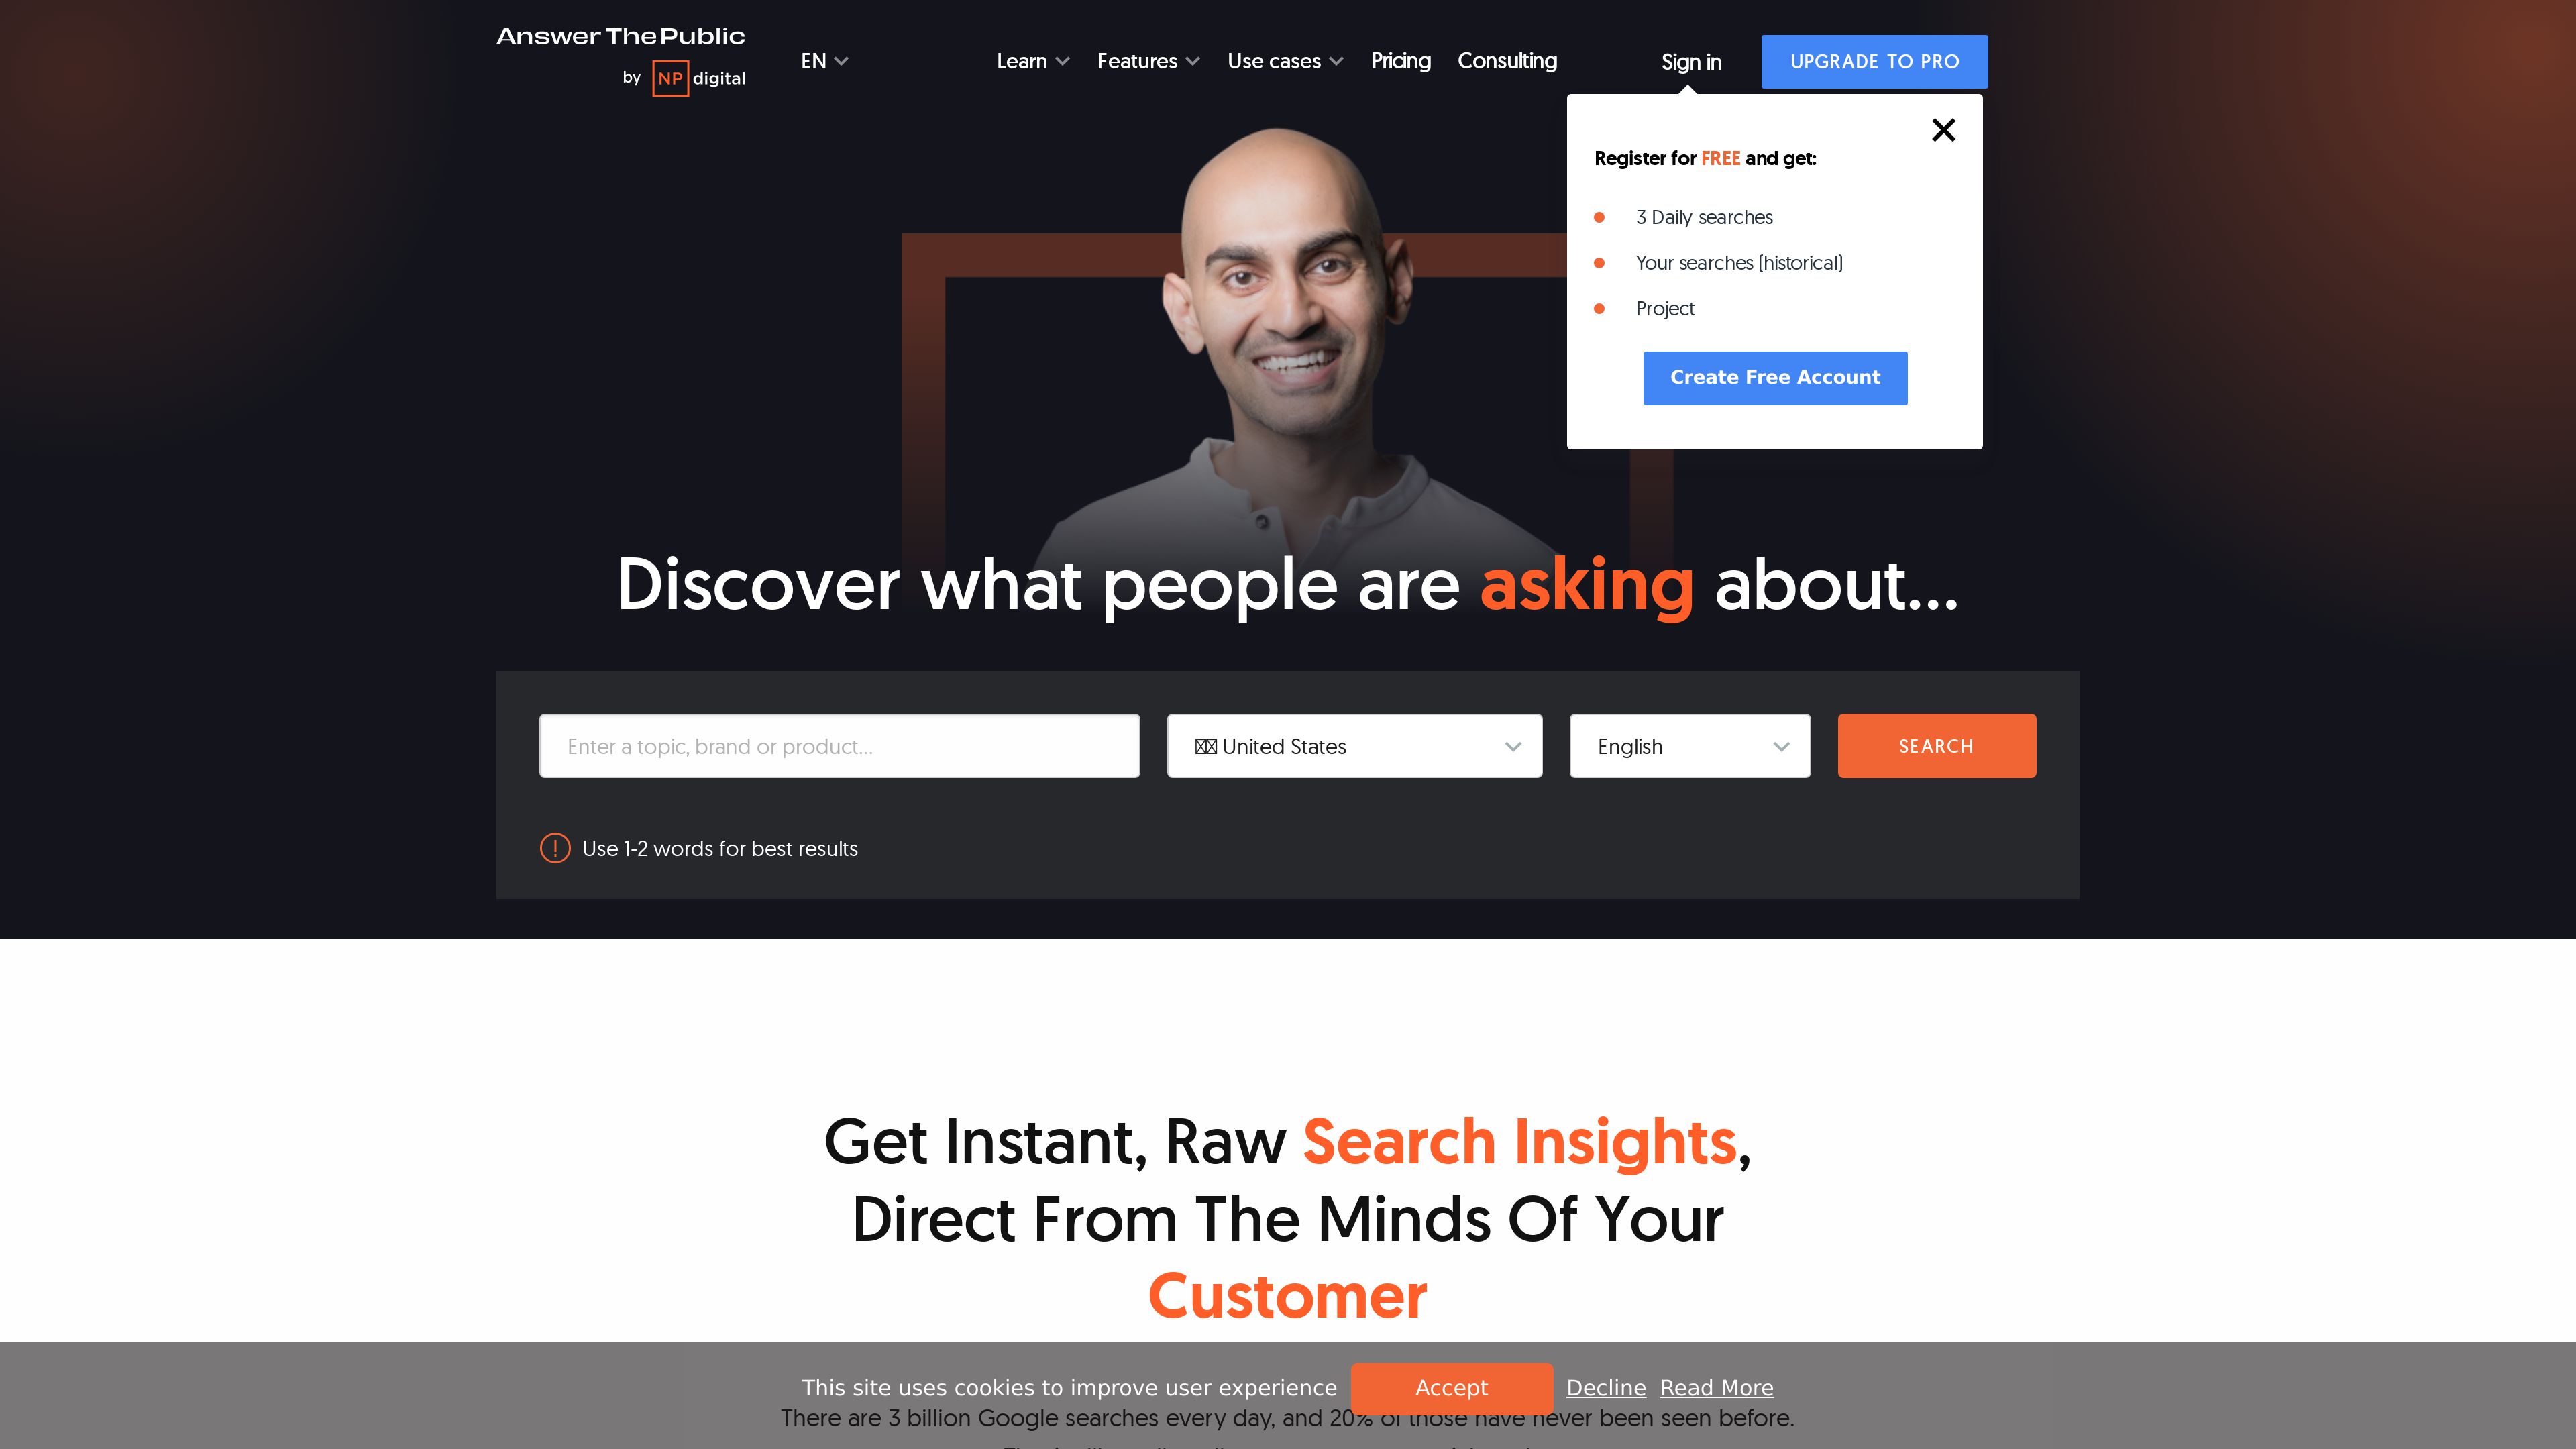 Answer The Public
by NP digital
EN
Learn
Features
Use cases
Pricing
Consulting
Sign in
UPGRADE TO PRO
Register for FREE and get:
3 Daily searches
Your searches (historical)
Project
Create Free Account
Discover what people are asking about...
Enter a topic, brand or product...
United States
English
SEARCH
Use 1-2 words for best results
Get Instant, Raw Search Insights,
Direct From The Minds Of Your
Customer
This site uses cookies to improve user experience
Accept
Decline
Read More
There are 3 billion Google searches every day, and 20% of those have never been seen before.